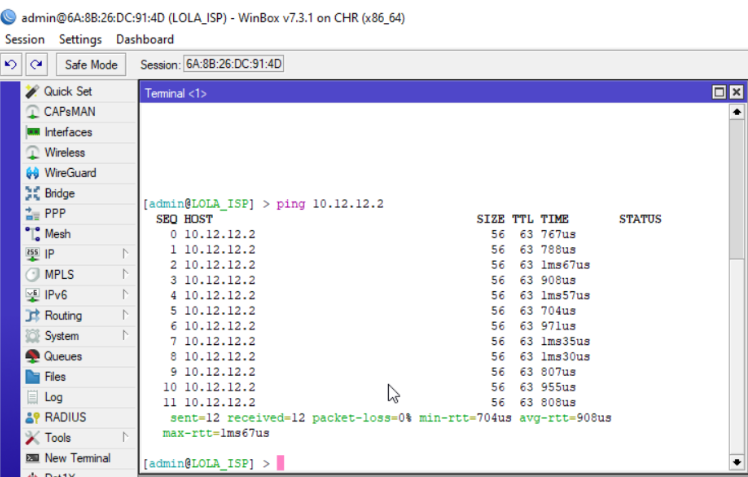 admin@6A:8B:26:DC:91:4D (LOLA_ISP) - WinBox v7.3.1 on CHR (x86_64)
Session Settings Dashboard
Safe Mode Session: 6A:8B:26:DC:91:4D
Quick Set
CAPsMAN
Interfaces
Wireless
WireGuard
Bridge
PPP
Mesh
IP
MPLS
IPv6
Routing
System
Queues
Files
Log
RADIUS
Tools
New Terminal
Dot1X
Terminal <1>
[admin@LOLA_ISP] > ping 10.12.12.2
SEQ HOST SIZE TTL TIME STATUS
0 10.12.12.2 56 63 767us
1 10.12.12.2 56 63 788us
2 10.12.12.2 56 63 1ms67us
3 10.12.12.2 56 63 908us
4 10.12.12.2 56 63 1ms57us
5 10.12.12.2 56 63 704us
6 10.12.12.2 56 63 971us
7 10.12.12.2 56 63 1ms35us
8 10.12.12.2 56 63 1ms30us
9 10.12.12.2 56 63 807us
10 10.12.12.2 56 63 955us
11 10.12.12.2 56 63 808us
sent=12 received=12 packet-loss=0% min-rtt=704us avg-rtt=908us
max-rtt=1ms67us
[admin@LOLA_ISP] >